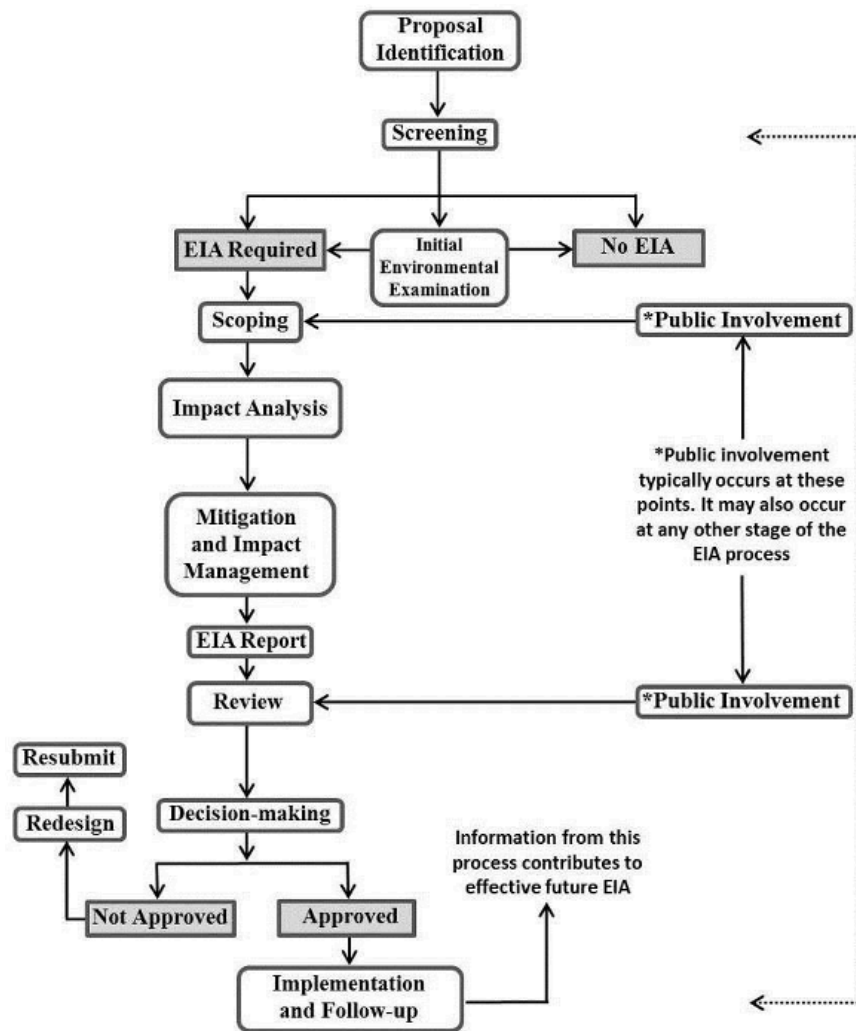 Proposal
Identification
Screening
EIA Required
Initial
Environmental
Examination
No EIA
Scoping
*Public Involvement
Impact Analysis
*Public involvement
typically occurs at these
points. It may also occur
at any other stage of the
EIA process
Mitigation
and Impact
Management
EIA Report
Review
*Public Involvement
Resubmit
Redesign
Decision-making
Information from this
process contributes to
effective future EIA
Not Approved
Approved
Implementation
and Follow-up